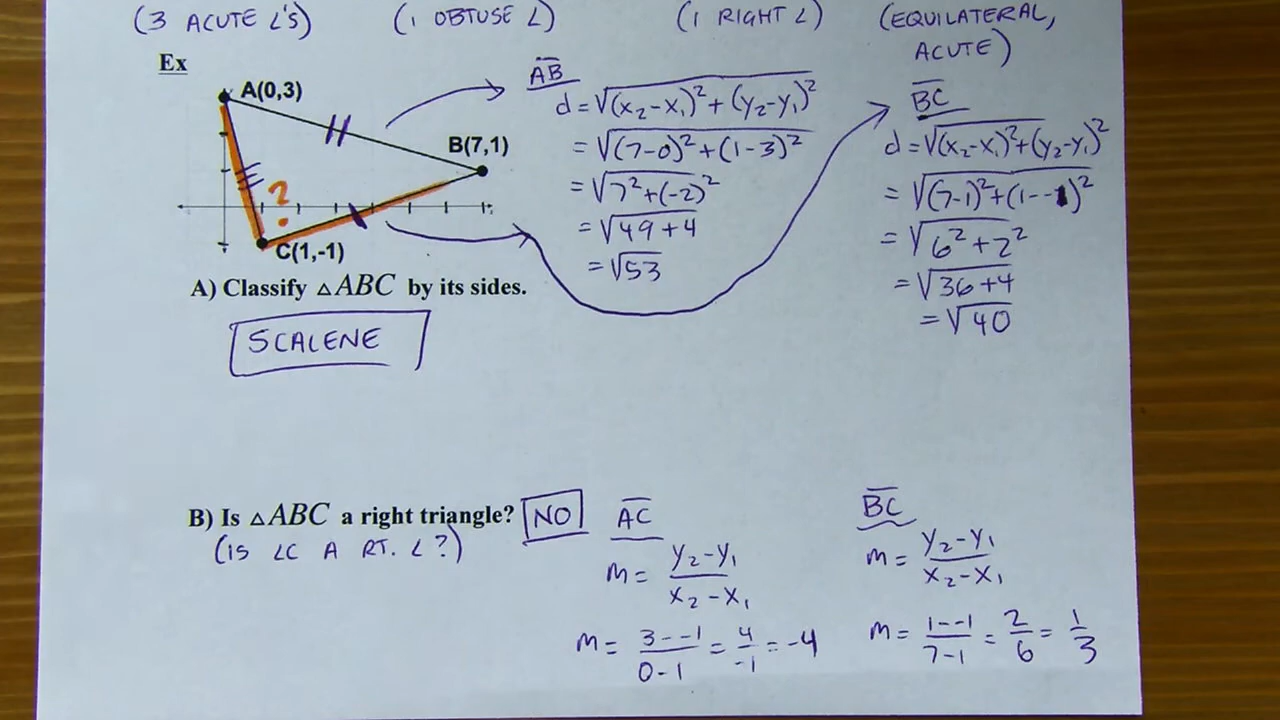 (3 ACUTE ∠'S) (1 OBTUSE ∠) (1 RIGHT ∠) (EQUILATERAL,
ACUTE)
Ex
A(0,3)
B(7,1)
C(1,-1)
?
A) Classify △ABC by its sides.
SCALENE
AB
d = √(x₂-x₁)² + (y₂-y₁)²
= √(7-0)² + (1-3)²
= √7² + (-2)²
= √49 + 4
= √53
BC
d = √(x₂-x₁)² + (y₂-y₁)²
= √(7-1)² + (1--1)²
= √6² + 2²
= √36 + 4
= √40
B) Is △ABC a right triangle? NO
(IS ∠C A RT. ∠?)
AC
m = y₂-y₁ / x₂-x₁
m = 3--1 / 0-1 = 4/-1 = -4
BC
m = y₂-y₁ / x₂-x₁
m = 1--1 / 7-1 = 2/6 = 1/3